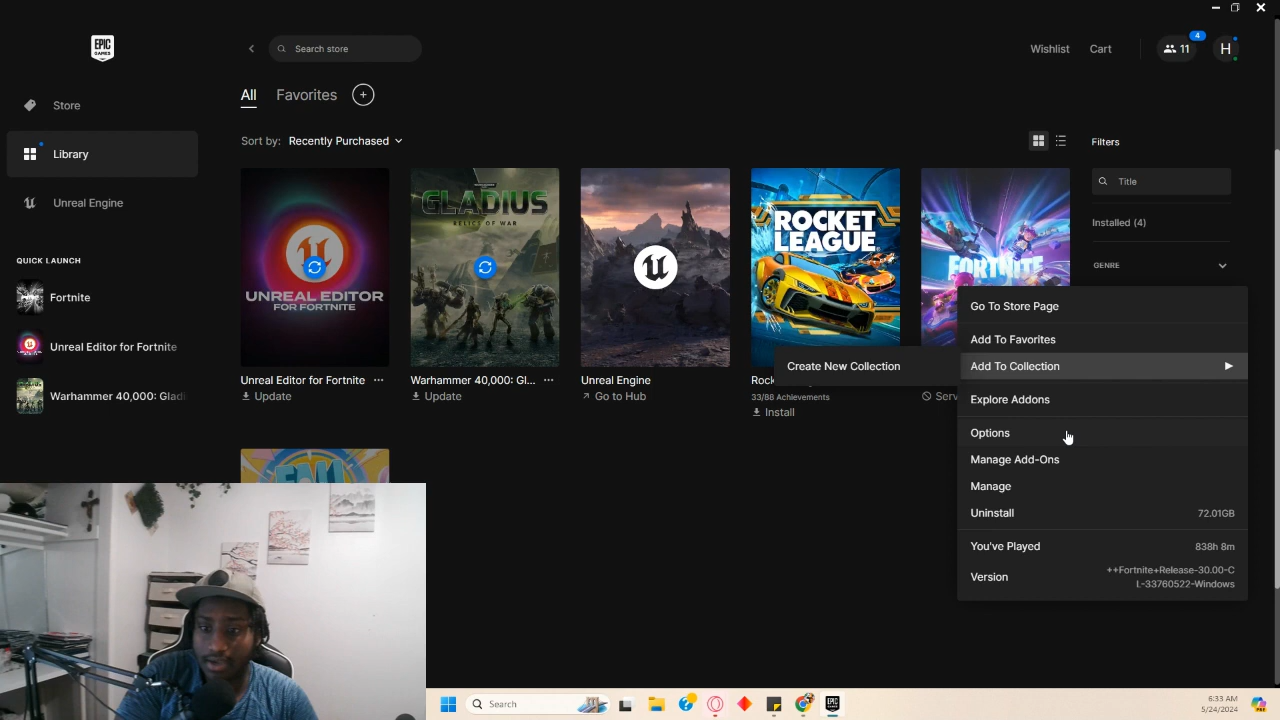 EPIC
GAMES
Search store
Wishlist
Cart
4
11
H
Store
Library
Unreal Engine
QUICK LAUNCH
Fortnite
Unreal Editor for Fortnite
Warhammer 40,000: Gladi
All
Favorites
Sort by: Recently Purchased
UNREAL EDITOR
FOR FORTNITE
Unreal Editor for Fortnite
Update
GLADIUS
RELICS OF WAR
Warhammer 40,000: Gl...
Update
Unreal Engine
Go to Hub
ROCKET
LEAGUE
Rock
33/88 Achievements
Install
FORTNITE
Serv
FALL
Filters
Title
Installed (4)
GENRE
Go To Store Page
Add To Favorites
Add To Collection
Create New Collection
Explore Addons
Options
Manage Add-Ons
Manage
Uninstall 72.01GB
You've Played 838h 8m
Version ++Fortnite+Release-30.00-C
L-33760522-Windows
Search
EPIC
6:33 AM
5/24/2024